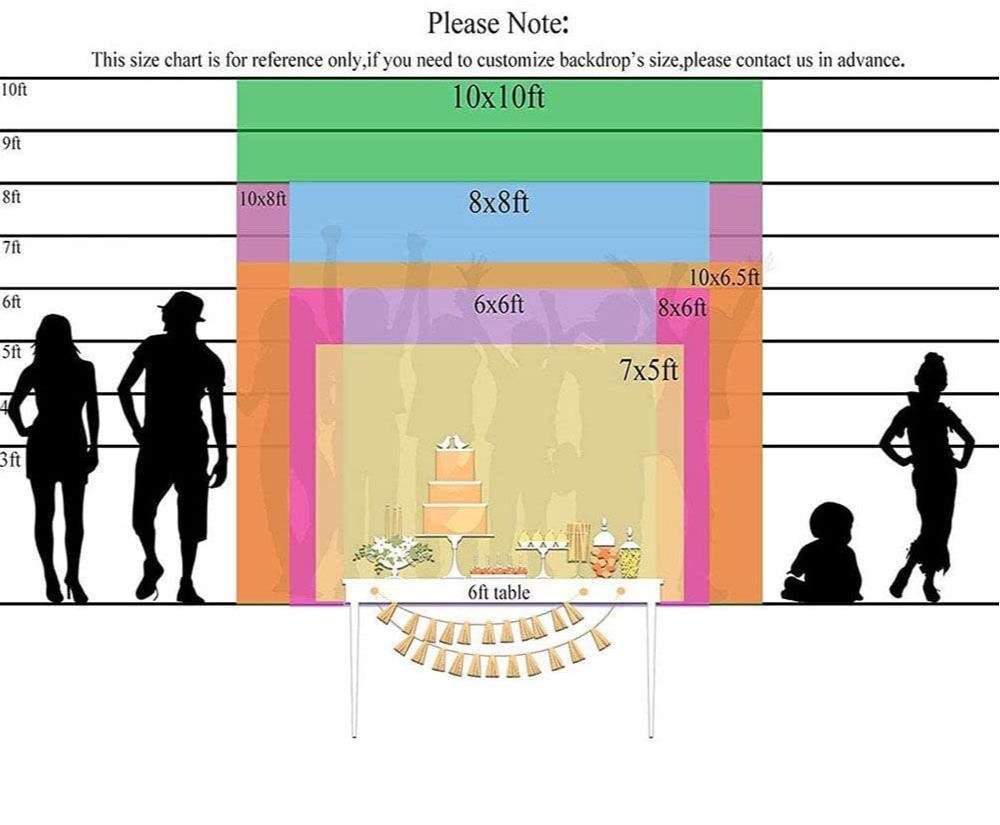 Please Note:
This size chart is for reference only,if you need to customize backdrop's size,please contact us in advance.
10ft
10x10ft
9ft
8ft
10x8ft
8x8ft
7ft
10x6.5ft
6ft
6x6ft
8x6ft
5ft
7x5ft
4
3ft
6ft table